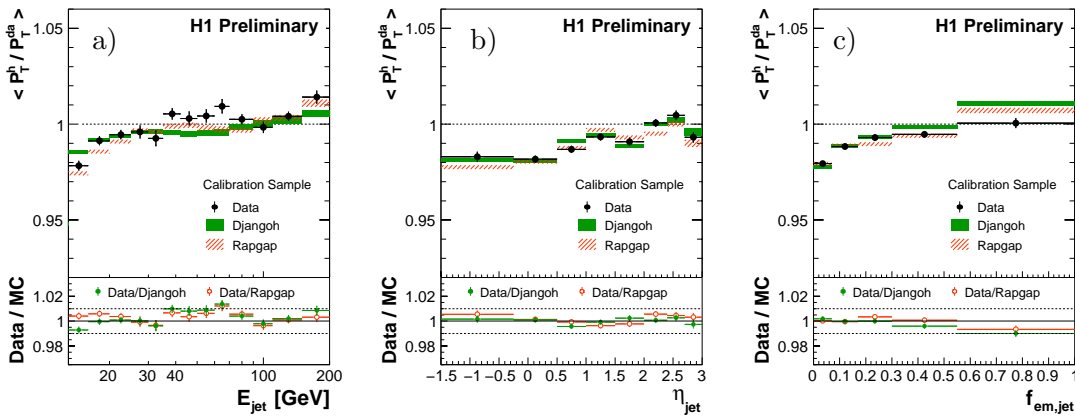 H1 Preliminary
a)
< P_T^h / P_T^da >
1.05
1
0.95
Calibration Sample
Data
Djangoh
Rapgap
Data / MC
1.02
1
0.98
Data/Djangoh
Data/Rapgap
20 30 40 100 200
E_jet [GeV]
H1 Preliminary
b)
< P_T^h / P_T^da >
1.05
1
0.95
Calibration Sample
Data
Djangoh
Rapgap
Data / MC
1.02
1
0.98
Data/Djangoh
Data/Rapgap
−1.5 −1 −0.5 0 0.5 1 1.5 2 2.5 3
η_jet
H1 Preliminary
c)
< P_T^h / P_T^da >
1.05
1
0.95
Calibration Sample
Data
Djangoh
Rapgap
Data / MC
1.02
1
0.98
Data/Djangoh
Data/Rapgap
0 0.1 0.2 0.3 0.4 0.5 0.6 0.7 0.8 0.9 1
f_em,jet